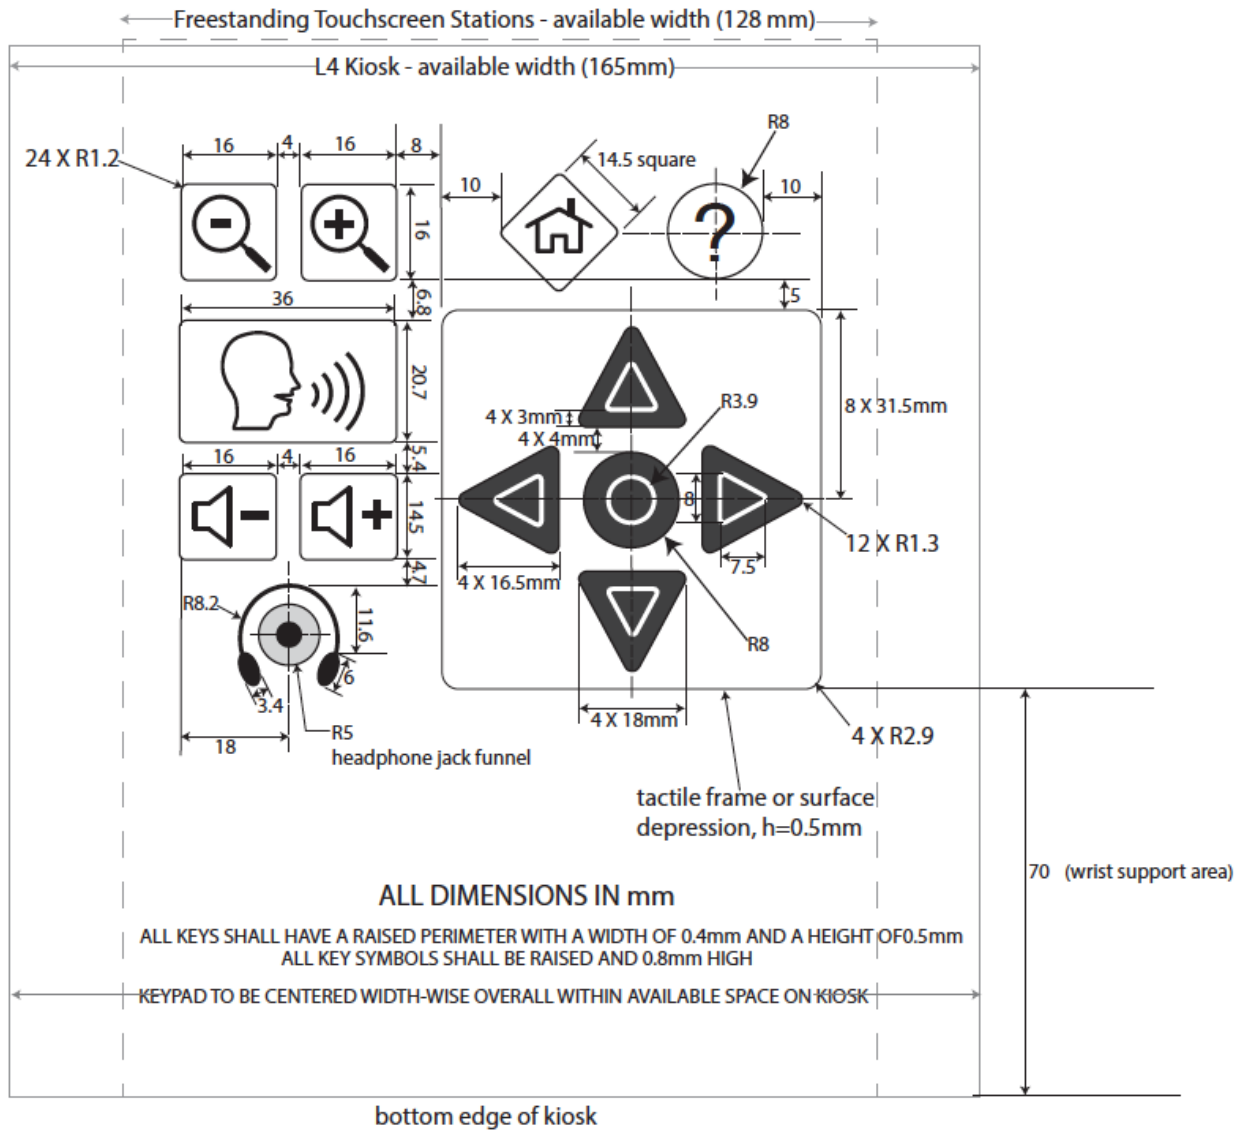 Freestanding Touchscreen Stations - available width (128 mm)
L4 Kiosk - available width (165mm)
R8
24 X R1.2
16
4
16
8
14.5 square
10
10
-
+
?
16
5
6.8
36
20.7
R3.9
8 X 31.5mm
4 X 3mm
4 X 4mm
5.4
16
4
16
8
-
+
14.5
12 X R1.3
4.7
4 X 16.5mm
7.5
R8.2
11.6
R8
6
3.4
4 X 18mm
R5
4 X R2.9
18
headphone jack funnel
tactile frame or surface
depression, h=0.5mm
70 (wrist support area)
ALL DIMENSIONS IN mm
ALL KEYS SHALL HAVE A RAISED PERIMETER WITH A WIDTH OF 0.4mm AND A HEIGHT OF0.5mm
ALL KEY SYMBOLS SHALL BE RAISED AND 0.8mm HIGH
KEYPAD TO BE CENTERED WIDTH-WISE OVERALL WITHIN AVAILABLE SPACE ON KIOSK
bottom edge of kiosk